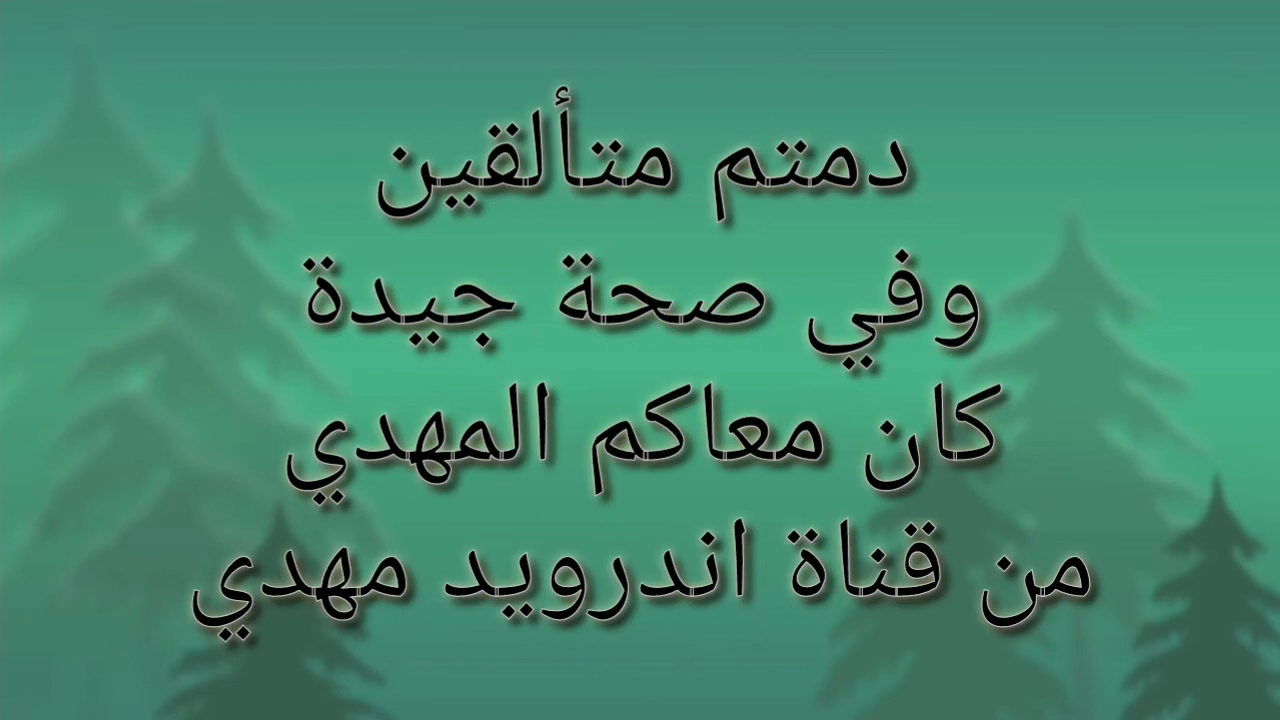 دمتم متألقين
وفي صحة جيدة
كان معاكم المهدي
من قناة اندرويد مهدي